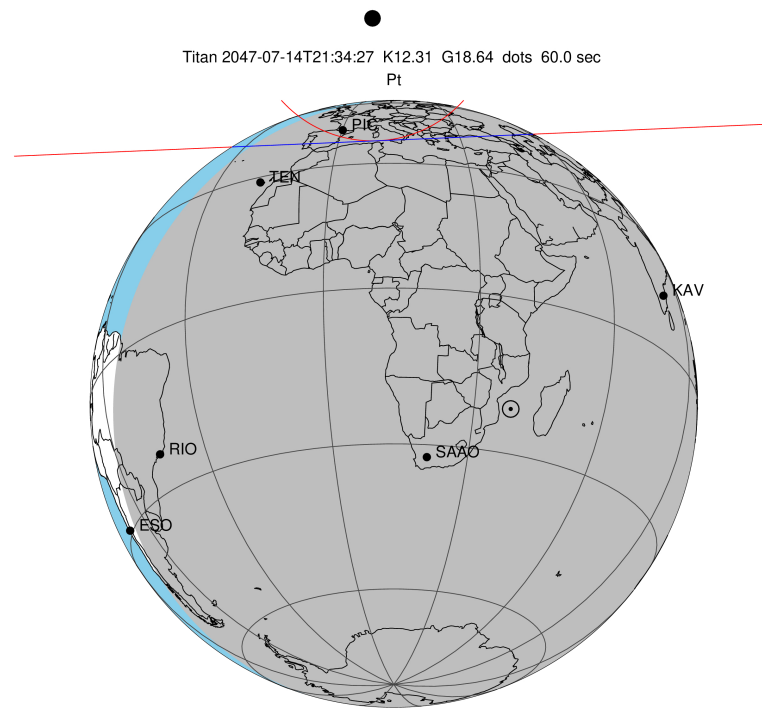 Titan 2047-07-14T21:34:27 K12.31 G18.64 dots 60.0 sec
Pt
PIC
TEN
KAV
RIO
SAAO
ESO